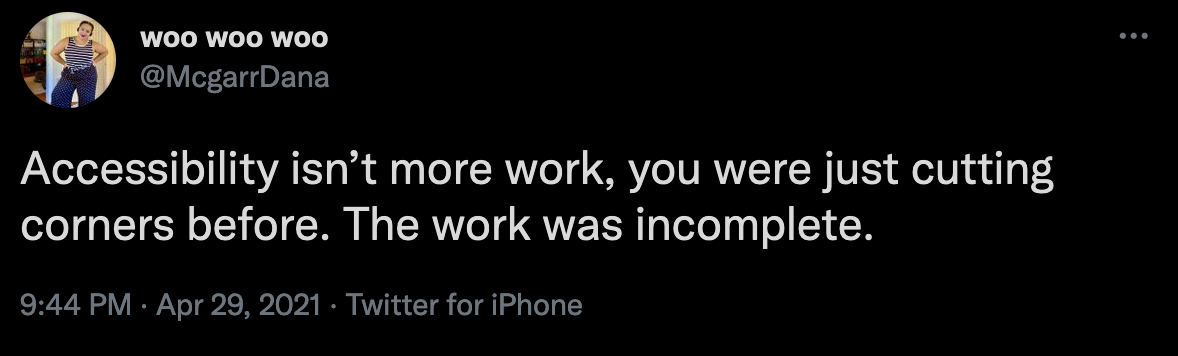 woo woo woo
@McgarrDana
Accessibility isn’t more work, you were just cutting
corners before. The work was incomplete.
9:44 PM · Apr 29, 2021 · Twitter for iPhone